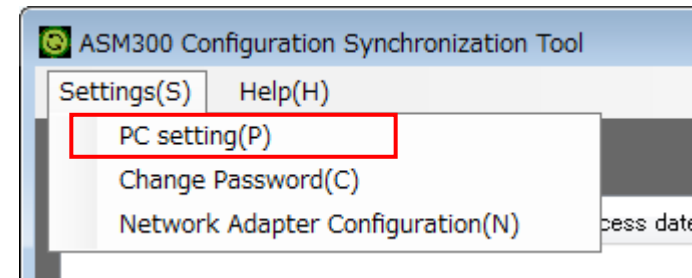 ASM300 Configuration Synchronization Tool
Settings(S) Help(H)
PC setting(P)
Change Password(C)
Network Adapter Configuration(N)
cess date